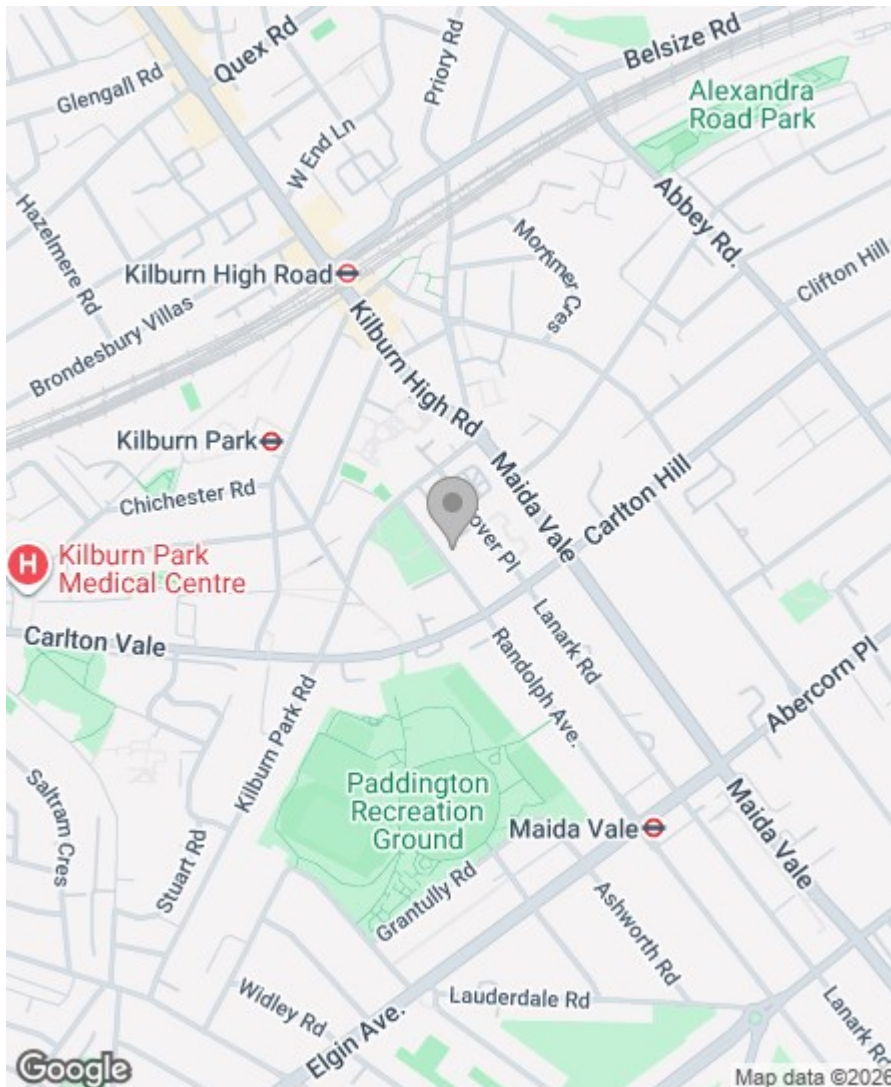 Quex Rd
Priory Rd
Belsize Rd
Glengall Rd
Alexandra
Road Park
W End Ln
Hazelmere Rd
Abbey Rd.
Mortimer Cres
Clifton Hill
Kilburn High Road
Brondesbury Villas
Kilburn High Rd
Kilburn Park
Maida Vale
Carlton Hill
Chichester Rd
over Pl
Kilburn Park
Medical Centre
H
Carlton Vale
Lanark Rd
Randolph Ave.
Abercorn Pl
Kilburn Park Rd
Paddington
Recreation
Ground
Saltram Cres
Maida Vale
Maida Vale
Stuart Rd
Grantully Rd
Ashworth Rd
Widley Rd
Lauderdale Rd
Elgin Ave.
Lanark Rd
Google
Map data ©2026